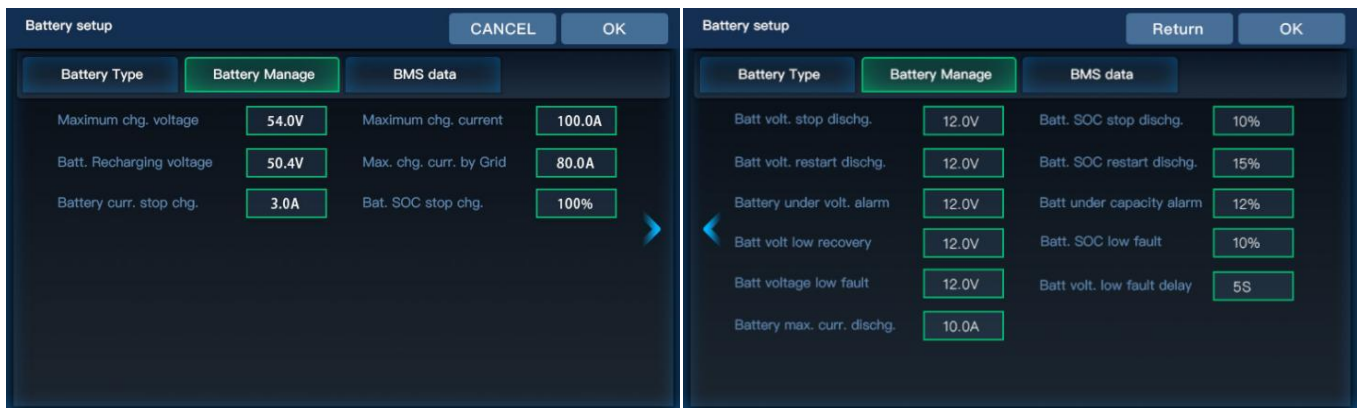 Battery setup
CANCEL OK
Battery Type Battery Manage BMS data
Maximum chg. voltage 54.0V Maximum chg. current 100.0A
Batt. Recharging voltage 50.4V Max. chg. curr. by Grid 80.0A
Battery curr. stop chg. 3.0A Bat. SOC stop chg. 100%
Battery setup
Return OK
Battery Type Battery Manage BMS data
Batt volt. stop dischg. 12.0V Batt. SOC stop dischg. 10%
Batt volt. restart dischg. 12.0V Batt. SOC restart dischg. 15%
Battery under volt. alarm 12.0V Batt under capacity alarm 12%
Batt volt low recovery 12.0V Batt. SOC low fault 10%
Batt voltage low fault 12.0V Batt volt. low fault delay 5S
Battery max. curr. dischg. 10.0A